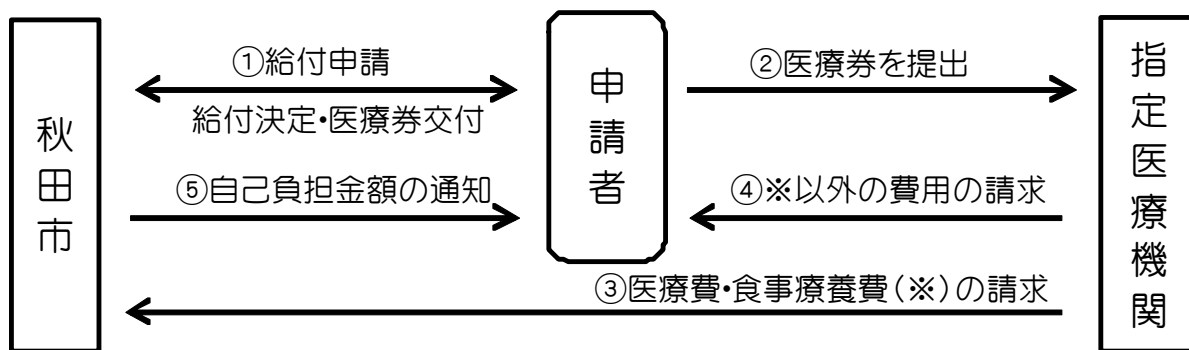 秋田市
①給付申請
給付決定・医療券交付
⑤自己負担金額の通知
申請者
②医療券を提出
④※以外の費用の請求
③医療費・食事療養費(※)の請求
指定医療機関